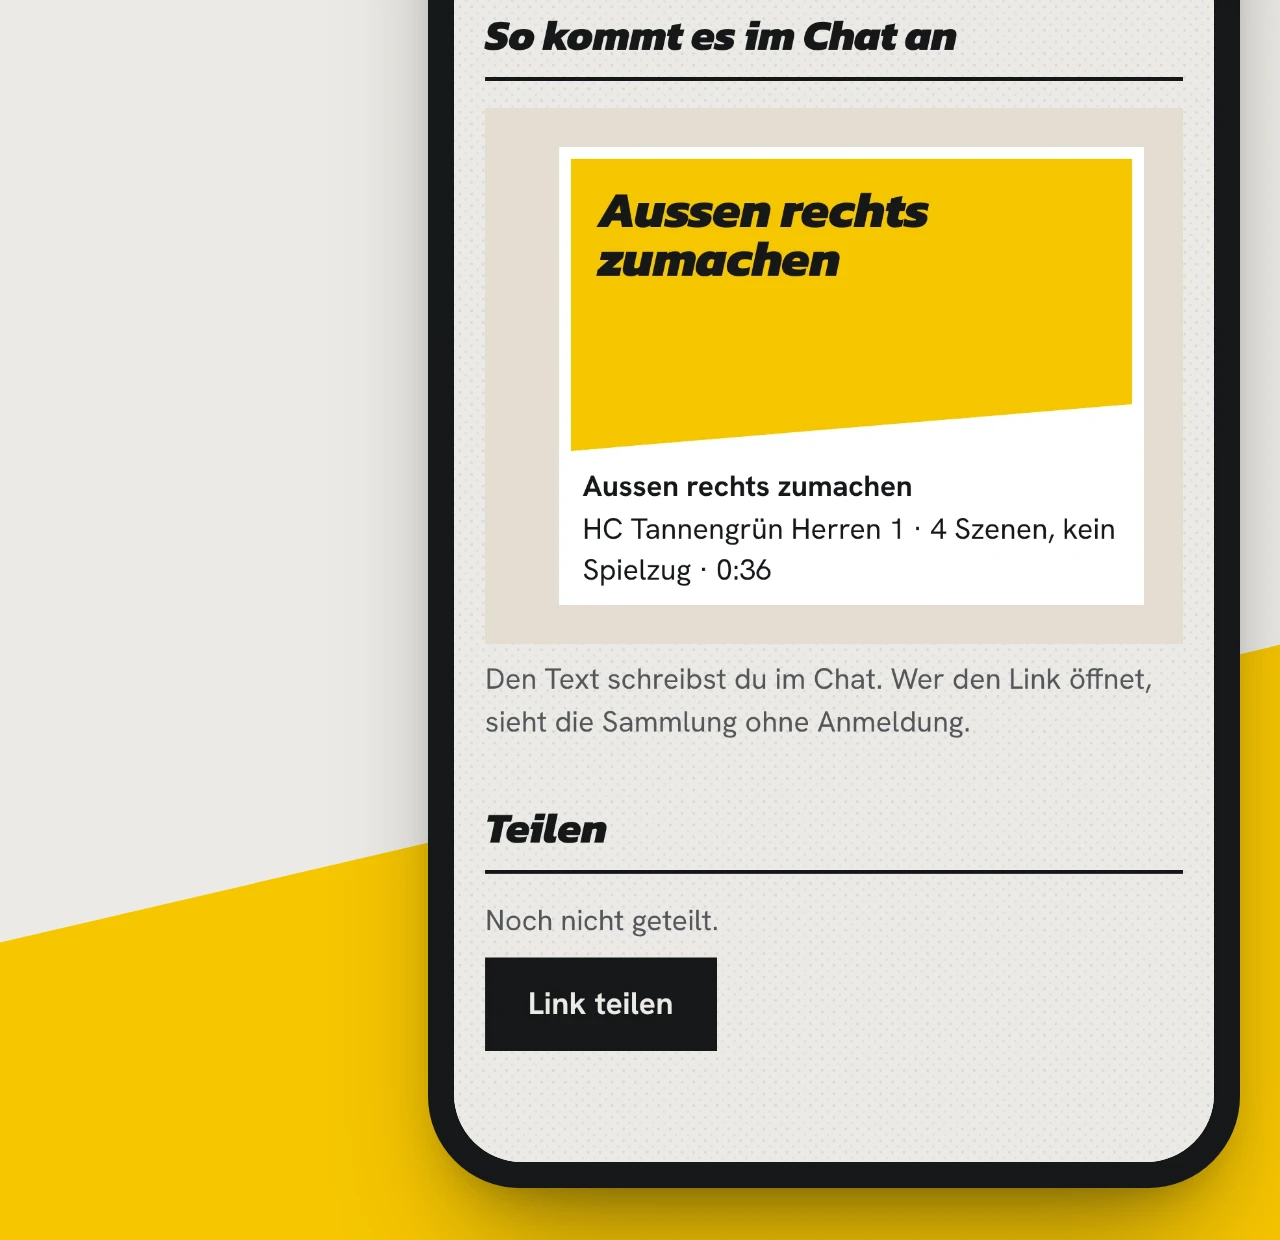 So kommt es im Chat an
Aussen rechts
zumachen
Aussen rechts zumachen
HC Tannengrün Herren 1 · 4 Szenen, kein
Spielzug · 0:36
Den Text schreibst du im Chat. Wer den Link öffnet,
sieht die Sammlung ohne Anmeldung.
Teilen
Noch nicht geteilt.
Link teilen